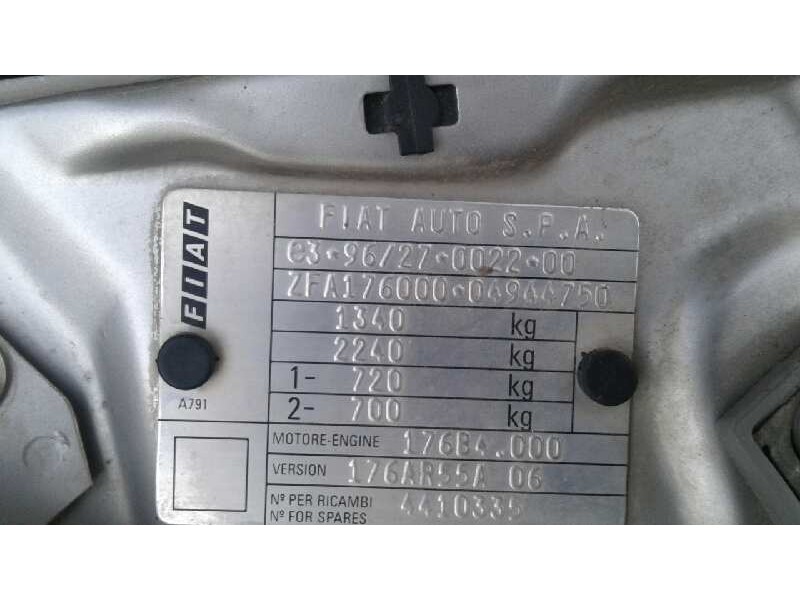 FIAT
FIAT AUTO S.P.A.
e3*96/27*0022*00
ZFA176000*04944750
1340 kg
2240 kg
1- 720 kg
2- 700 kg
A791
MOTORE-ENGINE 176B4.000
VERSION 176AR55A 06
Nº PER RICAMBI
Nº FOR SPARES 4410335